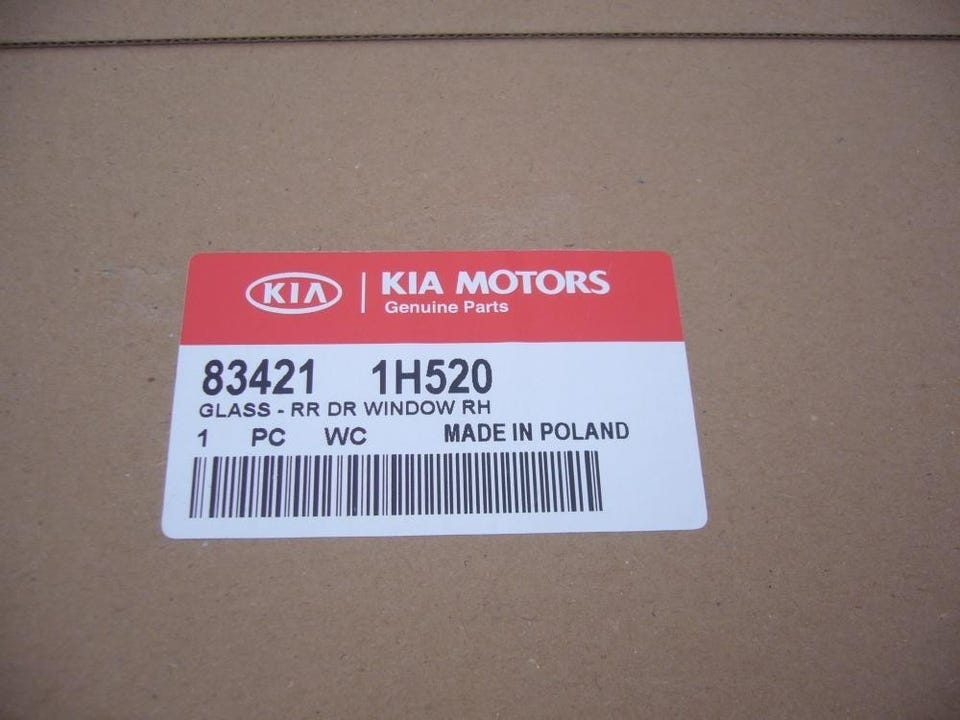 KIA | KIA MOTORS
Genuine Parts
83421 1H520
GLASS - RR DR WINDOW RH
1 PC WC MADE IN POLAND